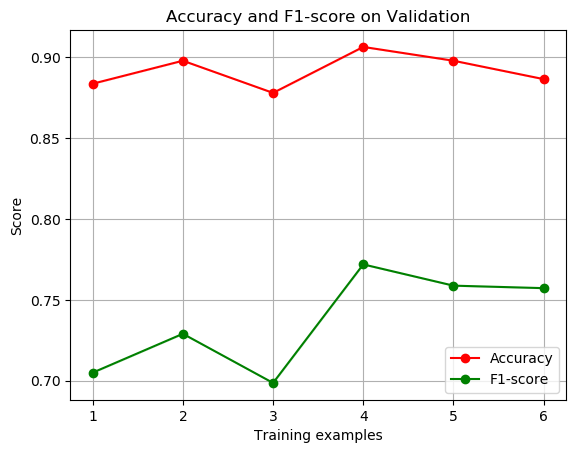 Accuracy and F1-score on Validation
0.90
0.85
0.80
0.75
0.70
Score
Accuracy
F1-score
1 2 3 4 5 6
Training examples